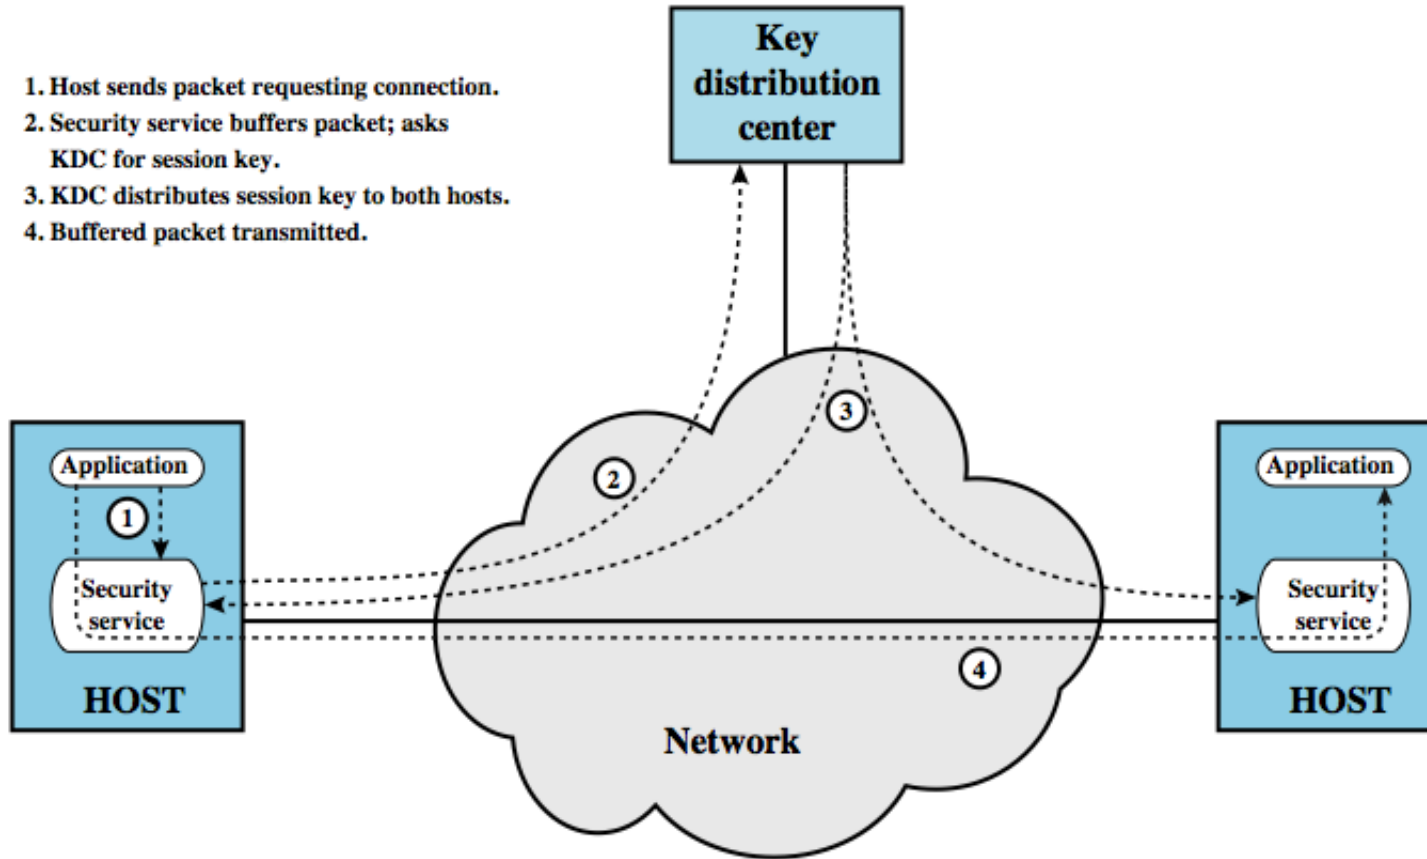 Key
distribution
center
1. Host sends packet requesting connection.
2. Security service buffers packet; asks
KDC for session key.
3. KDC distributes session key to both hosts.
4. Buffered packet transmitted.
3
2
Application
1
Security
service
HOST
Application
Security
service
HOST
4
Network